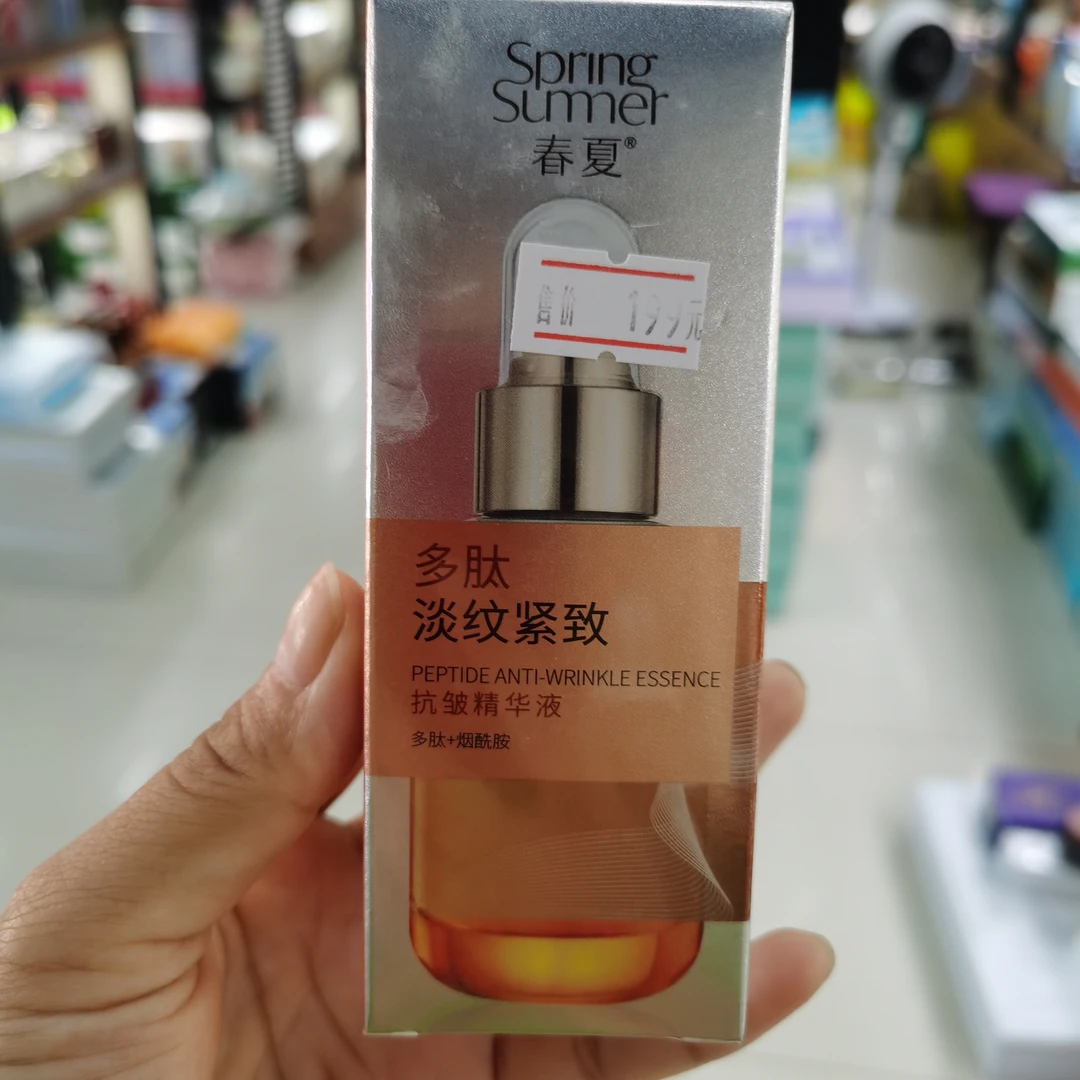 Spring
Summer
春夏®
售价 199元
多肽
淡纹紧致
PEPTIDE ANTI-WRINKLE ESSENCE
抗皱精华液
多肽+烟酰胺